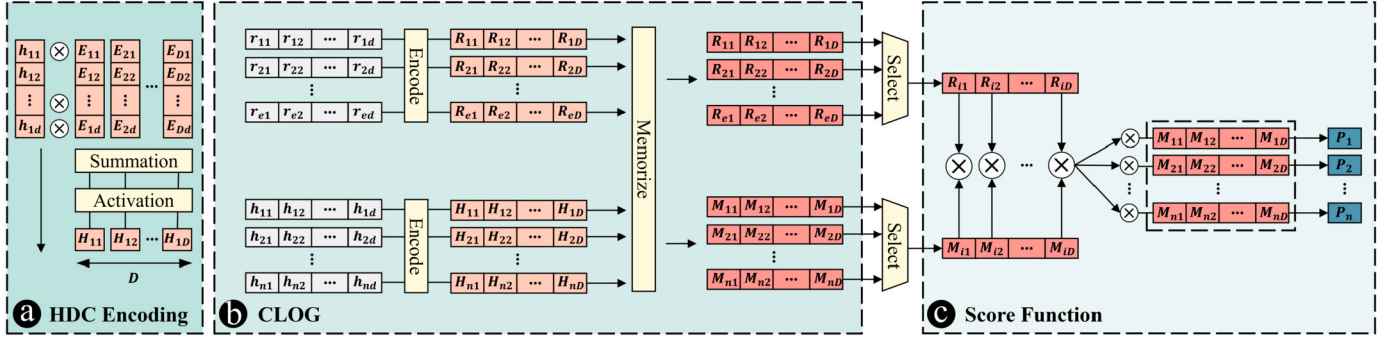 h11 ⊗ E11 E21 ... ED1
h12 E12 E22 ED2
⋮ ⊗ ⋮ ⋮ ... ⋮
h1d ⊗ E1d E2d EDd
Summation
Activation
H11 H12 ... H1D
D
a HDC Encoding
r11 r12 ... r1d
r21 r22 ... r2d
⋮
re1 re2 ... red
Encode
R11 R12 ... R1D
R21 R22 ... R2D
⋮
Re1 Re2 ... ReD
h11 h12 ... h1d
h21 h22 ... h2d
⋮
hn1 hn2 ... hnd
Encode
H11 H12 ... H1D
H21 H22 ... H2D
⋮
Hn1 Hn2 ... HnD
Memorize
R11 R12 ... R1D
R21 R22 ... R2D
⋮
Re1 Re2 ... ReD
Select
M11 M12 ... M1D
M21 M22 ... M2D
⋮
Mn1 Mn2 ... MnD
Select
b CLOG
Ri1 Ri2 ... RiD
⊗ ⊗ ... ⊗
Mi1 Mi2 ... MiD
⊗ M11 M12 ... M1D P1
⊗ M21 M22 ... M2D P2
⋮ ⋮ ⋮
⊗ Mn1 Mn2 ... MnD Pn
c Score Function